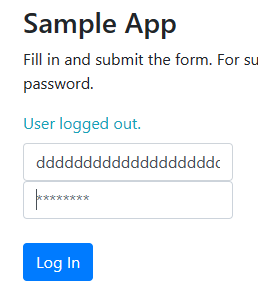 Sample App
Fill in and submit the form. For su
password.
User logged out.
dddddddddddddddddddd
********
Log In